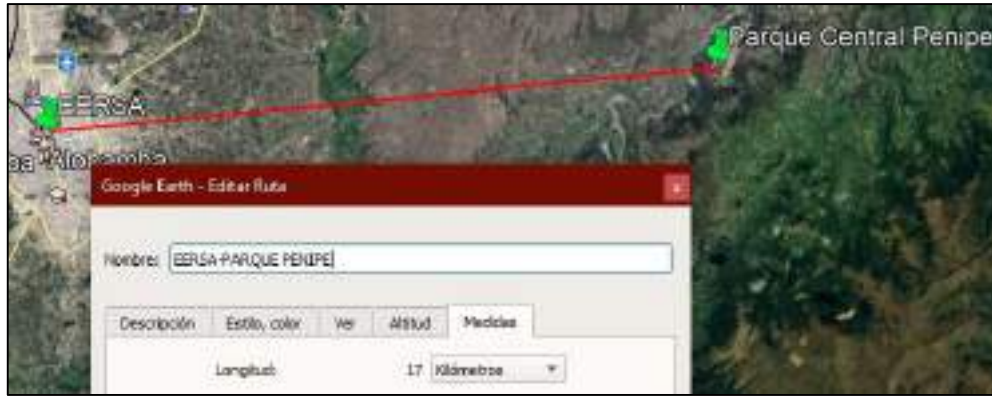 Parque Central Penipe
EERSA
Google Earth - Editar Ruta
Nombre: EERSA-PARQUE PENIPE
Descripción Estilo, color Ver Altitud Medidas
Longitud: 17 Kilómetros